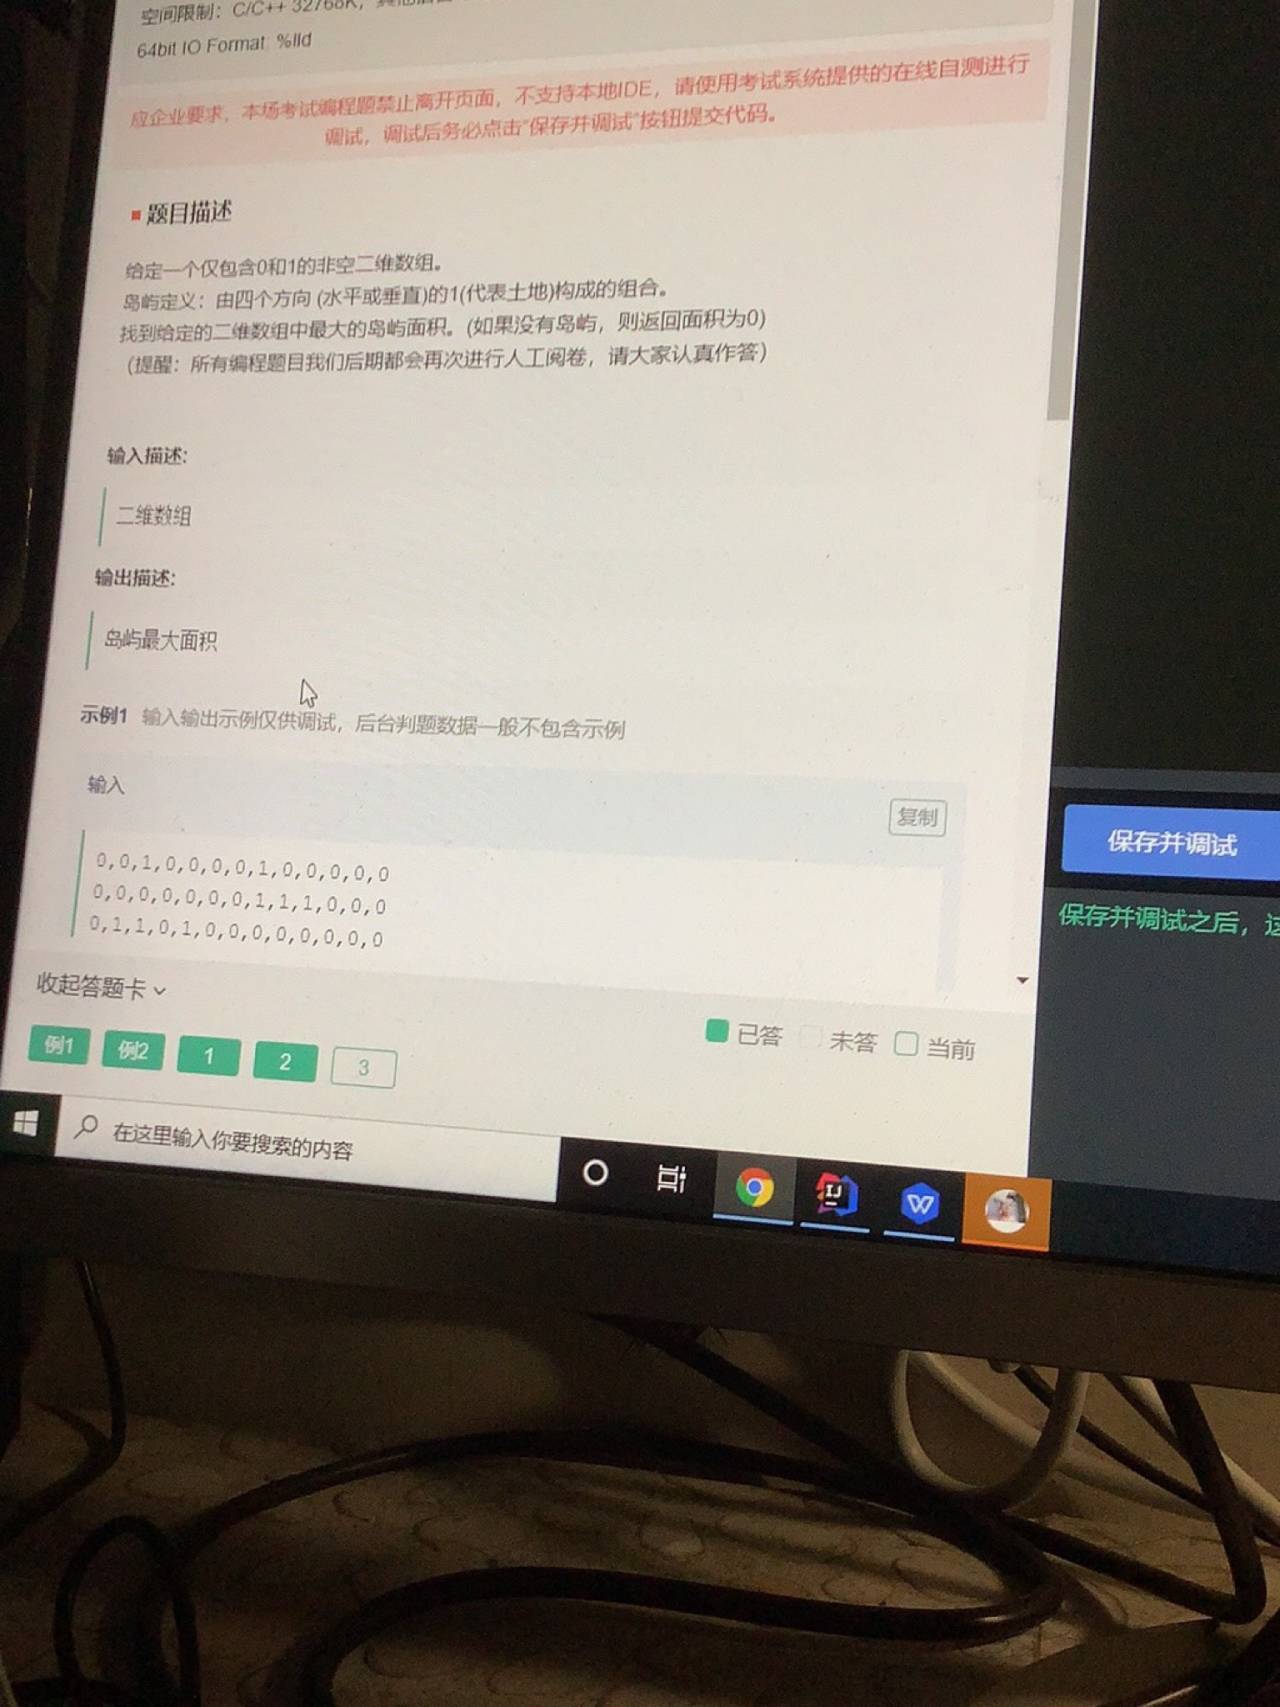 空间限制：C/C++ 32768K，其他语言
64bit IO Format: %lld
应企业要求，本场考试编程题禁止离开页面，不支持本地IDE，请使用考试系统提供的在线自测进行
调试，调试后务必点击"保存并调试"按钮提交代码。
题目描述
给定一个仅包含0和1的非空二维数组。
岛屿定义：由四个方向 (水平或垂直)的1(代表土地)构成的组合。
找到给定的二维数组中最大的岛屿面积。(如果没有岛屿，则返回面积为0)
（提醒：所有编程题目我们后期都会再次进行人工阅卷，请大家认真作答）
输入描述:
二维数组
输出描述:
岛屿最大面积
示例1 输入输出示例仅供调试，后台判题数据一般不包含示例
输入
复制
0,0,1,0,0,0,0,1,0,0,0,0,0
0,0,0,0,0,0,0,1,1,1,0,0,0
0,1,1,0,1,0,0,0,0,0,0,0,0
保存并调试
保存并调试之后，这
收起答题卡
已答 未答 当前
例1 例2 1 2 3
在这里输入你要搜索的内容